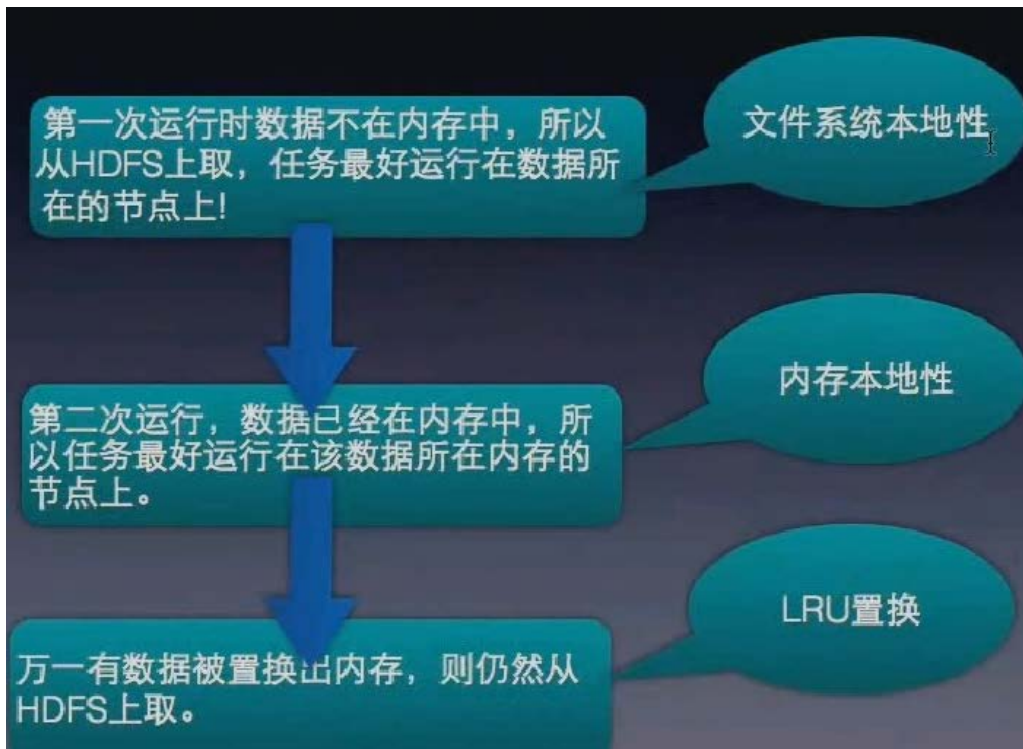 第一次运行时数据不在内存中，所以
从HDFS上取，任务最好运行在数据所
在的节点上!
文件系统本地性
第二次运行，数据已经在内存中，所
以任务最好运行在该数据所在内存的
节点上。
内存本地性
万一有数据被置换出内存，则仍然从
HDFS上取。
LRU置换